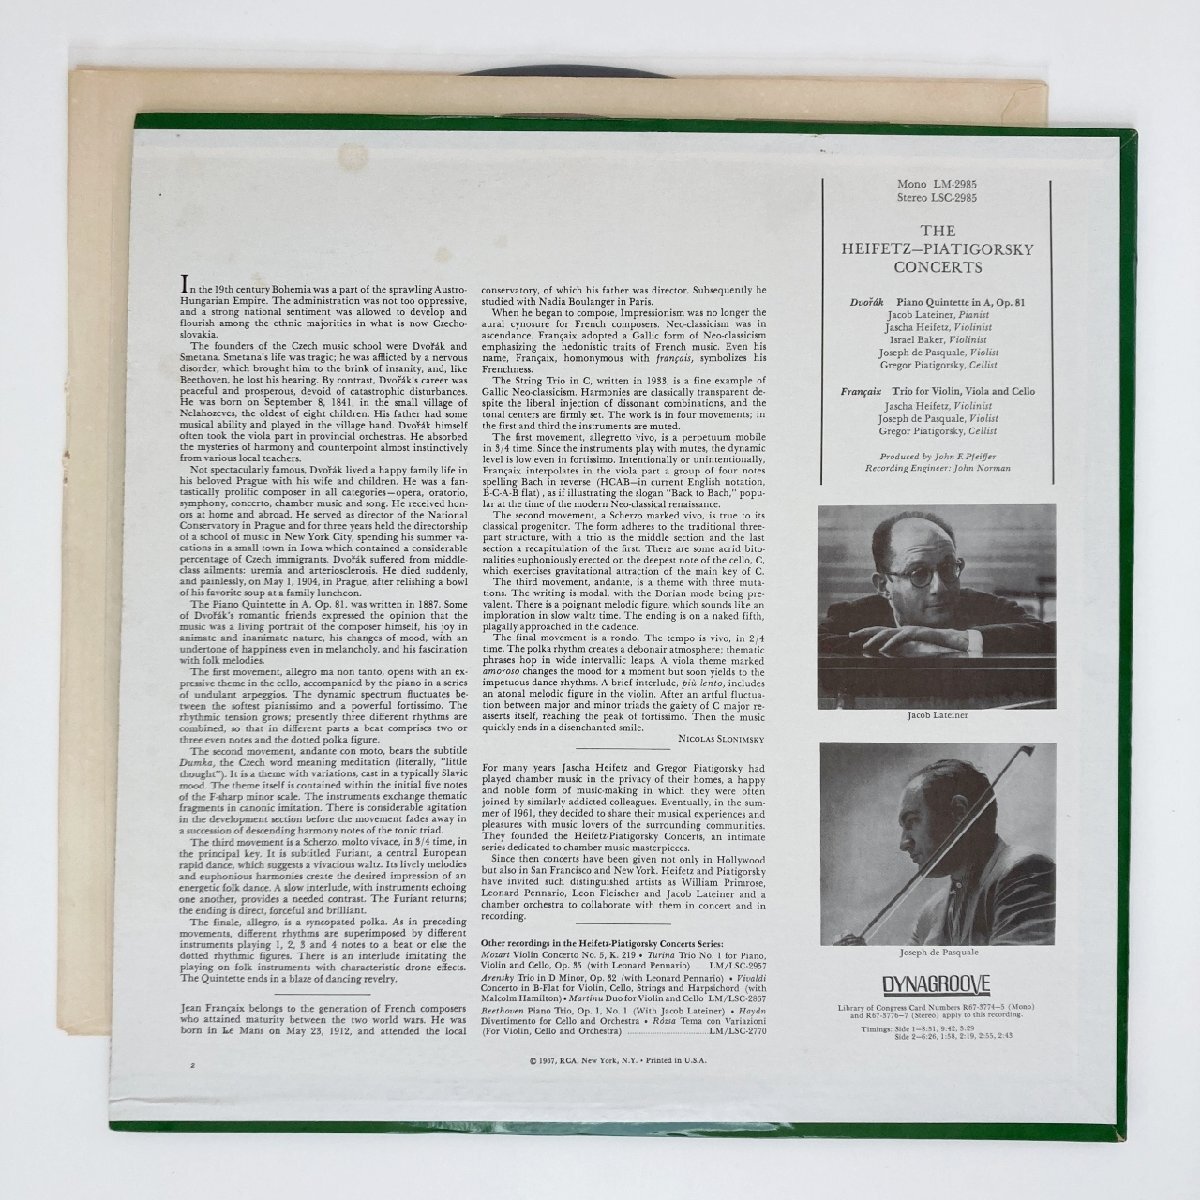 In the 19th century Bohemia was a part of the sprawling Austro-
Hungarian Empire. The administration was not too oppressive,
and a strong national sentiment was allowed to develop and
flourish among the ethnic majorities in what is now Czecho-
slovakia.
The founders of the Czech music school were Dvořák and
Smetana. Smetana's life was tragic; he was afflicted by a nervous
disorder, which brought him to the brink of insanity, and, like
Beethoven, he lost his hearing. By contrast, Dvořák's career was
peaceful and prosperous, devoid of catastrophic disturbances.
He was born on September 8, 1841, in the small village of
Nelahozeves, the oldest of eight children. His father had some
musical ability and played in the village band. Dvořák himself
often took the viola part in provincial orchestras. He absorbed
the mysteries of harmony and counterpoint almost instinctively
from various local teachers.
Not spectacularly famous, Dvořák lived a happy family life in
his beloved Prague with his wife and children. He was a fan-
tastically prolific composer in all categories—opera, oratorio,
symphony, concerto, chamber music and song. He received hon-
ors at home and abroad. He served as director of the National
Conservatory in Prague and for three years held the directorship
of a school of music in New York City, spending his summer va-
cations in a small town in Iowa which contained a considerable
percentage of Czech immigrants. Dvořák suffered from middle-
class ailments: uremia and arteriosclerosis. He died suddenly,
and painlessly, on May 1, 1904, in Prague, after relishing a bowl
of his favorite soup at a family luncheon.
The Piano Quintette in A, Op. 81, was written in 1887. Some
of Dvořák's romantic friends expressed the opinion that the
music was a living portrait of the composer himself, his joy in
animate and inanimate nature, his changes of mood, with an
undertone of happiness even in melancholy, and his fascination
with folk melodies.
The first movement, allegro ma non tanto, opens with an ex-
pressive theme in the cello, accompanied by the piano in a series
of undulant arpeggios. The dynamic spectrum fluctuates be-
tween the softest pianissimo and a powerful fortissimo. The
rhythmic tension grows; presently three different rhythms are
combined, so that in different parts a beat comprises two or
three even notes and the dotted polka figure.
The second movement, andante con moto, bears the subtitle
Dumka, the Czech word meaning meditation (literally, "little
thought"). It is a theme with variations, cast in a typically Slavic
mood. The theme itself is contained within the initial five notes
of the F-sharp minor scale. The instruments exchange thematic
fragments in canonic imitation. There is considerable agitation
in the development section before the movement fades away in
a succession of descending harmony notes of the tonic triad.
The third movement is a Scherzo, molto vivace, in 3/4 time, in
the principal key. It is subtitled Furiant, a central European
rapid dance, which suggests a vivacious waltz. Its lively melodies
and euphonious harmonies create the desired impression of an
energetic folk dance. A slow interlude, with instruments echoing
one another, provides a needed contrast. The Furiant returns;
the ending is direct, forceful and brilliant.
The finale, allegro, is a syncopated polka. As in preceding
movements, different rhythms are superimposed by different
instruments playing 1, 2, 3 and 4 notes to a beat or else the
dotted rhythmic figures. There is an interlude imitating the
playing on folk instruments with characteristic drone effects.
The Quintette ends in a blaze of dancing revelry.
Jean Françaix belongs to the generation of French composers
who attained maturity between the two world wars. He was
born in Le Mans on May 23, 1912, and attended the local
conservatory, of which his father was director. Subsequently he
studied with Nadia Boulanger in Paris.
When he began to compose, Impressionism was no longer the
aural cynosure for French composers. Neo-classicism was in
ascendance. Françaix adopted a Gallic form of Neo-classicism
emphasizing the hedonistic traits of French music. Even his
name, Françaix, homonymous with français, symbolizes his
Frenchness.
The String Trio in C, written in 1933, is a fine example of
Gallic Neo-classicism. Harmonies are classically transparent de-
spite the liberal injection of dissonant combinations, and the
tonal centers are firmly set. The work is in four movements; in
the first and third the instruments are muted.
The first movement, allegretto vivo, is a perpetuum mobile
in 3/4 time. Since the instruments play with mutes, the dynamic
level is low even in fortissimo. Intentionally or unintentionally,
Françaix interpolates in the viola part a group of four notes
spelling Bach in reverse (HCAB—in current English notation,
B-C-A-B flat), as if illustrating the slogan "Back to Bach," popu-
lar at the time of the modern Neo-classical renaissance.
The second movement, a Scherzo marked vivo, is true to its
classical progenitor. The form adheres to the traditional three-
part structure, with a trio as the middle section and the last
section a recapitulation of the first. There are some acrid bito-
nalities euphoniously erected on the deepest note of the cello, C,
which exercises gravitational attraction of the main key of C.
The third movement, andante, is a theme with three muta-
tions. The writing is modal, with the Dorian mode being pre-
valent. There is a poignant melodic figure, which sounds like an
imploration in slow waltz time. The ending is on a naked fifth,
plagally approached in the cadence.
The final movement is a rondo. The tempo is vivo, in 2/4
time. The polka rhythm creates a debonair atmosphere; thematic
phrases hop in wide intervallic leaps. A viola theme marked
amoroso changes the mood for a moment but soon yields to the
impetuous dance rhythms. A brief interlude, più lento, includes
an atonal melodic figure in the violin. After an artful fluctua-
tion between major and minor triads the gaiety of C major re-
asserts itself, reaching the peak of fortissimo. Then the music
quickly ends in a disenchanted smile.
NICOLAS SLONIMSKY
For many years Jascha Heifetz and Gregor Piatigorsky had
played chamber music in the privacy of their homes, a happy
and noble form of music-making in which they were often
joined by similarly addicted colleagues. Eventually, in the sum-
mer of 1961, they decided to share their musical experiences and
pleasures with music lovers of the surrounding communities.
They founded the Heifetz-Piatigorsky Concerts, an intimate
series dedicated to chamber music masterpieces.
Since then concerts have been given not only in Hollywood
but also in San Francisco and New York. Heifetz and Piatigorsky
have invited such distinguished artists as William Primrose,
Leonard Pennario, Leon Fleischer and Jacob Lateiner and a
chamber orchestra to collaborate with them in concert and in
recording.
Other recordings in the Heifetz-Piatigorsky Concerts Series:
Mozart Violin Concerto No. 5, K. 219 • Turina Trio No. 1 for Piano,
Violin and Cello, Op. 35 (with Leonard Pennario) ..... LM/LSC-2957
Arensky Trio in D Minor, Op. 32 (with Leonard Pennario) • Vivaldi
Concerto in B-Flat for Violin, Cello, Strings and Harpsichord (with
Malcolm Hamilton) • Martinu Duo for Violin and Cello LM/LSC-2867
Beethoven Piano Trio, Op. 1, No. 1 (With Jacob Lateiner) • Haydn
Divertimento for Cello and Orchestra • Rózsa Tema con Variazioni
(For Violin, Cello and Orchestra) ..... LM/LSC-2770
2
© 1967, RCA, New York, N.Y. • Printed in U.S.A.
Mono LM-2985
Stereo LSC-2985
THE
HEIFETZ—PIATIGORSKY
CONCERTS
Dvořák Piano Quintette in A, Op. 81
Jacob Lateiner, Pianist
Jascha Heifetz, Violinist
Israel Baker, Violinist
Joseph de Pasquale, Violist
Gregor Piatigorsky, Cellist
Françaix Trio for Violin, Viola and Cello
Jascha Heifetz, Violinist
Joseph de Pasquale, Violist
Gregor Piatigorsky, Cellist
Produced by John F. Pfeiffer
Recording Engineer: John Norman
Jacob Lateiner
Joseph de Pasquale
DYNAGROOVE
Library of Congress Card Numbers R67-3774-5 (Mono)
and R67-3776-7 (Stereo) apply to this recording.
Timings: Side 1—8:51, 9:42, 3:29
Side 2—6:26, 1:58, 2:19, 2:55, 2:43